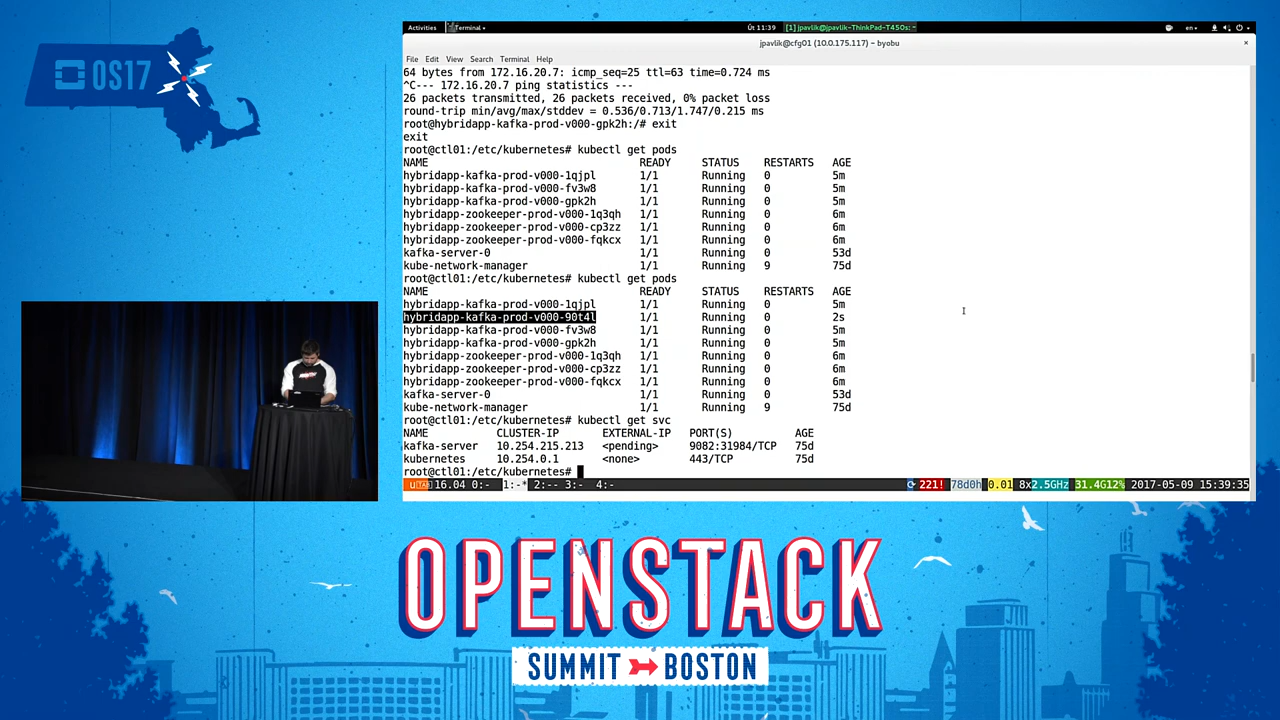 OS17
Activities
Terminal
Út 11:39
[1] jpavlik@jpavlik-ThinkPad-T450s: ~
en
jpavlik@cfg01 (10.0.175.117) – byobu
×
File Edit View Search Terminal Help
64 bytes from 172.16.20.7: icmp_seq=25 ttl=63 time=0.724 ms
^C--- 172.16.20.7 ping statistics ---
26 packets transmitted, 26 packets received, 0% packet loss
round-trip min/avg/max/stddev = 0.536/0.713/1.747/0.215 ms
root@hybridapp-kafka-prod-v000-gpk2h:/# exit
exit
root@ctl01:/etc/kubernetes# kubectl get pods
NAME READY STATUS RESTARTS AGE
hybridapp-kafka-prod-v000-1qjpl 1/1 Running 0 5m
hybridapp-kafka-prod-v000-fv3w8 1/1 Running 0 5m
hybridapp-kafka-prod-v000-gpk2h 1/1 Running 0 5m
hybridapp-zookeeper-prod-v000-1q3qh 1/1 Running 0 6m
hybridapp-zookeeper-prod-v000-cp3zz 1/1 Running 0 6m
hybridapp-zookeeper-prod-v000-fqkcx 1/1 Running 0 6m
kafka-server-0 1/1 Running 0 53d
kube-network-manager 1/1 Running 9 75d
root@ctl01:/etc/kubernetes# kubectl get pods
NAME READY STATUS RESTARTS AGE
hybridapp-kafka-prod-v000-1qjpl 1/1 Running 0 5m
hybridapp-kafka-prod-v000-90t4l 1/1 Running 0 2s
hybridapp-kafka-prod-v000-fv3w8 1/1 Running 0 5m
hybridapp-kafka-prod-v000-gpk2h 1/1 Running 0 5m
hybridapp-zookeeper-prod-v000-1q3qh 1/1 Running 0 6m
hybridapp-zookeeper-prod-v000-cp3zz 1/1 Running 0 6m
hybridapp-zookeeper-prod-v000-fqkcx 1/1 Running 0 6m
kafka-server-0 1/1 Running 0 53d
kube-network-manager 1/1 Running 9 75d
root@ctl01:/etc/kubernetes# kubectl get svc
NAME CLUSTER-IP EXTERNAL-IP PORT(S) AGE
kafka-server 10.254.215.213 <pending> 9082:31984/TCP 75d
kubernetes 10.254.0.1 <none> 443/TCP 75d
root@ctl01:/etc/kubernetes#
16.04 0:- 1:-* 2:-- 3:- 4:- 221! 78d0h 0.01 8x2.5GHz 31.4G12% 2017-05-09 15:39:35
OPENSTACK
SUMMIT BOSTON